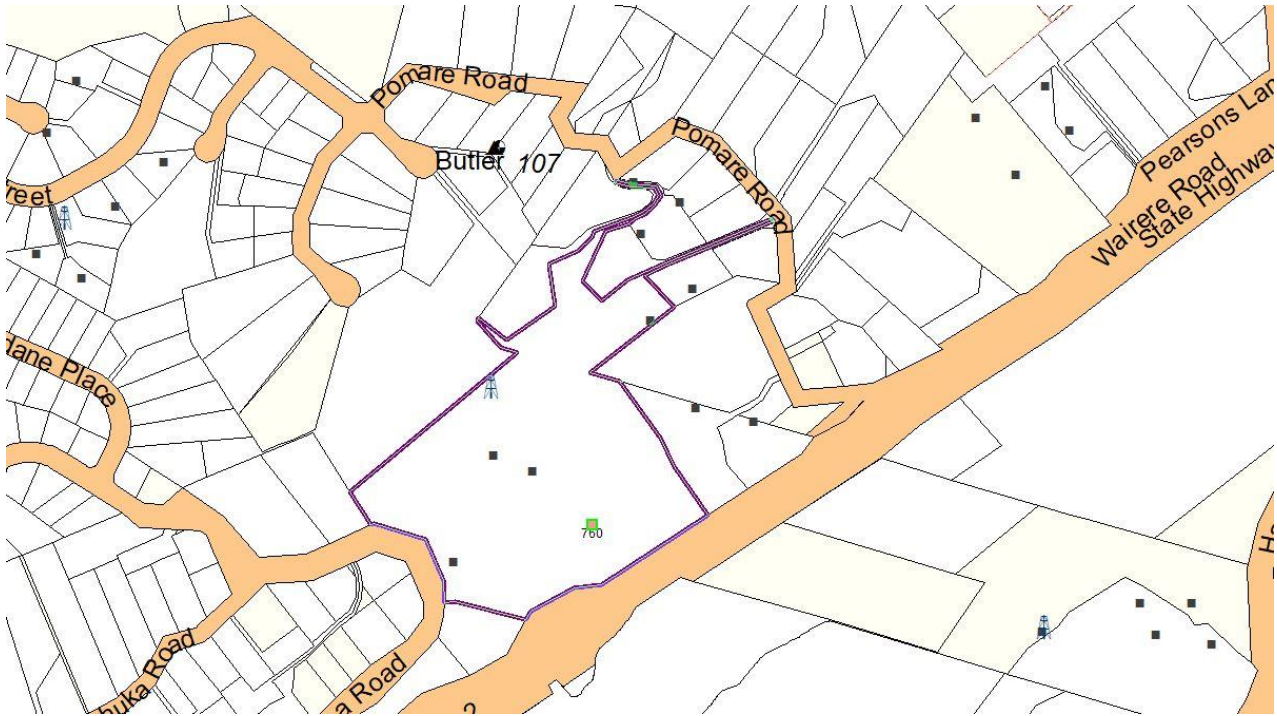 Pomare Road
Pomare Road
Pearsons Lan
Butler 107
reet
Wairere Road
State Highway
dane Place
760
huka Road
a Road
2